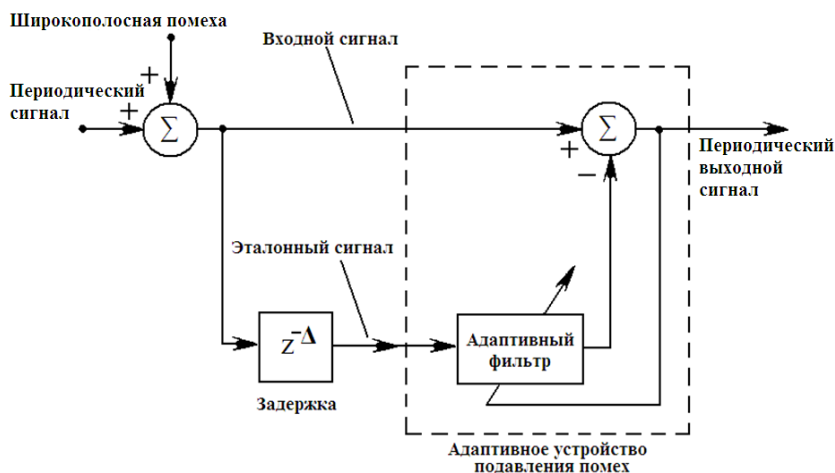 Широкополосная помеха
Входной сигнал
Периодический
сигнал
+
+
Σ
Σ
+
−
Периодический
выходной
сигнал
Эталонный сигнал
z^−Δ
Адаптивный
фильтр
Задержка
Адаптивное устройство
подавления помех